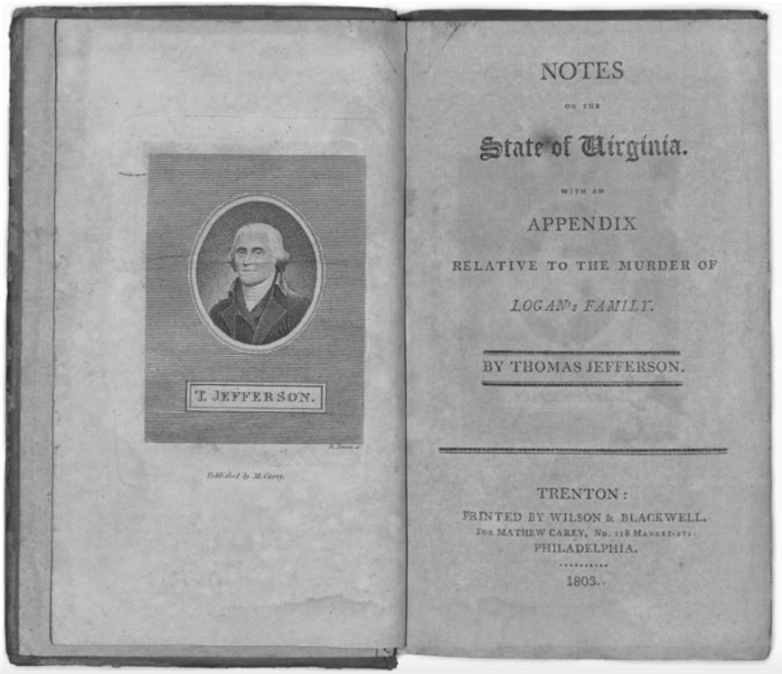 T. JEFFERSON.
Published by M. Carey.
NOTES
ON THE
State of Virginia.
WITH AN
APPENDIX
RELATIVE TO THE MURDER OF
LOGAN's FAMILY.
BY THOMAS JEFFERSON.
TRENTON:
PRINTED BY WILSON & BLACKWELL.
FOR MATHEW CAREY, No. 118 MARKET-ST.
PHILADELPHIA.
1803.